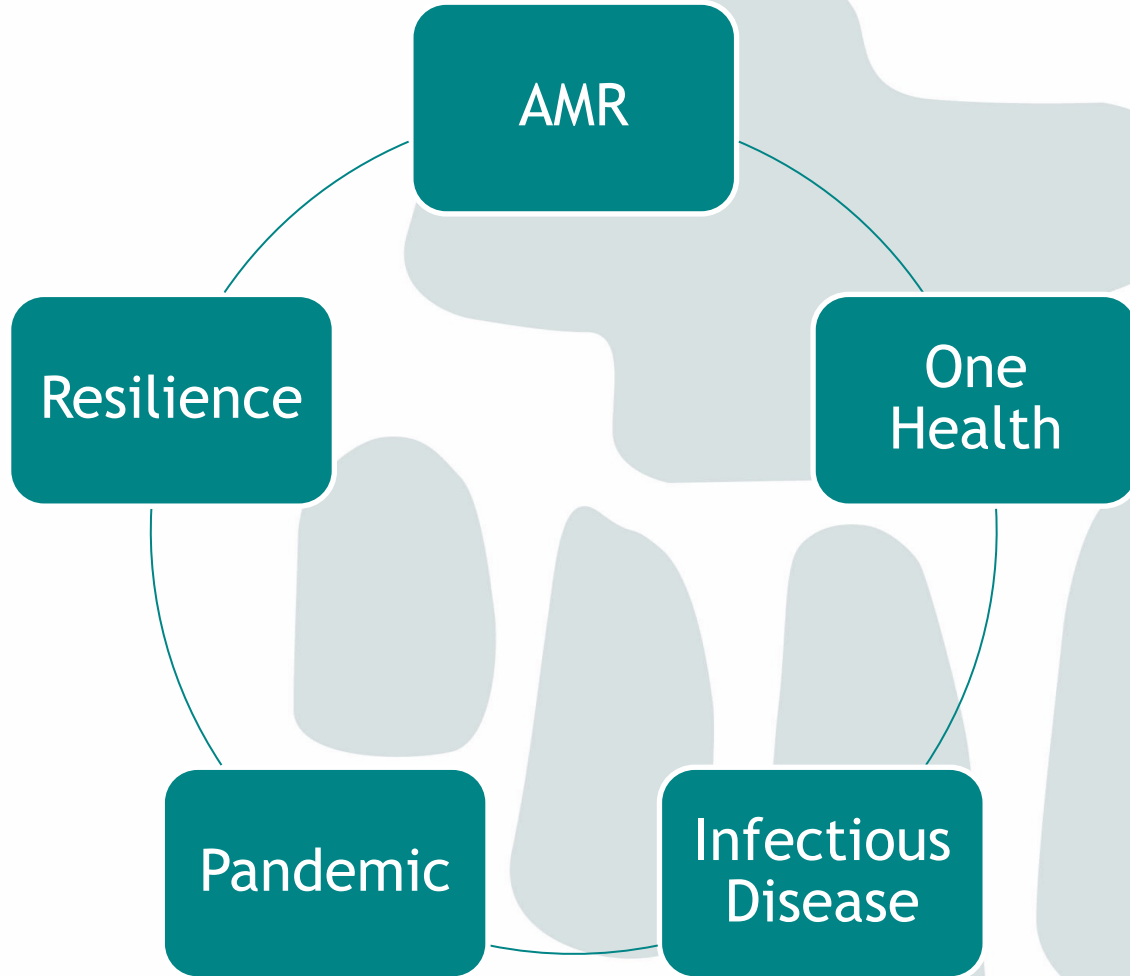 AMR
One
Health
Infectious
Disease
Pandemic
Resilience